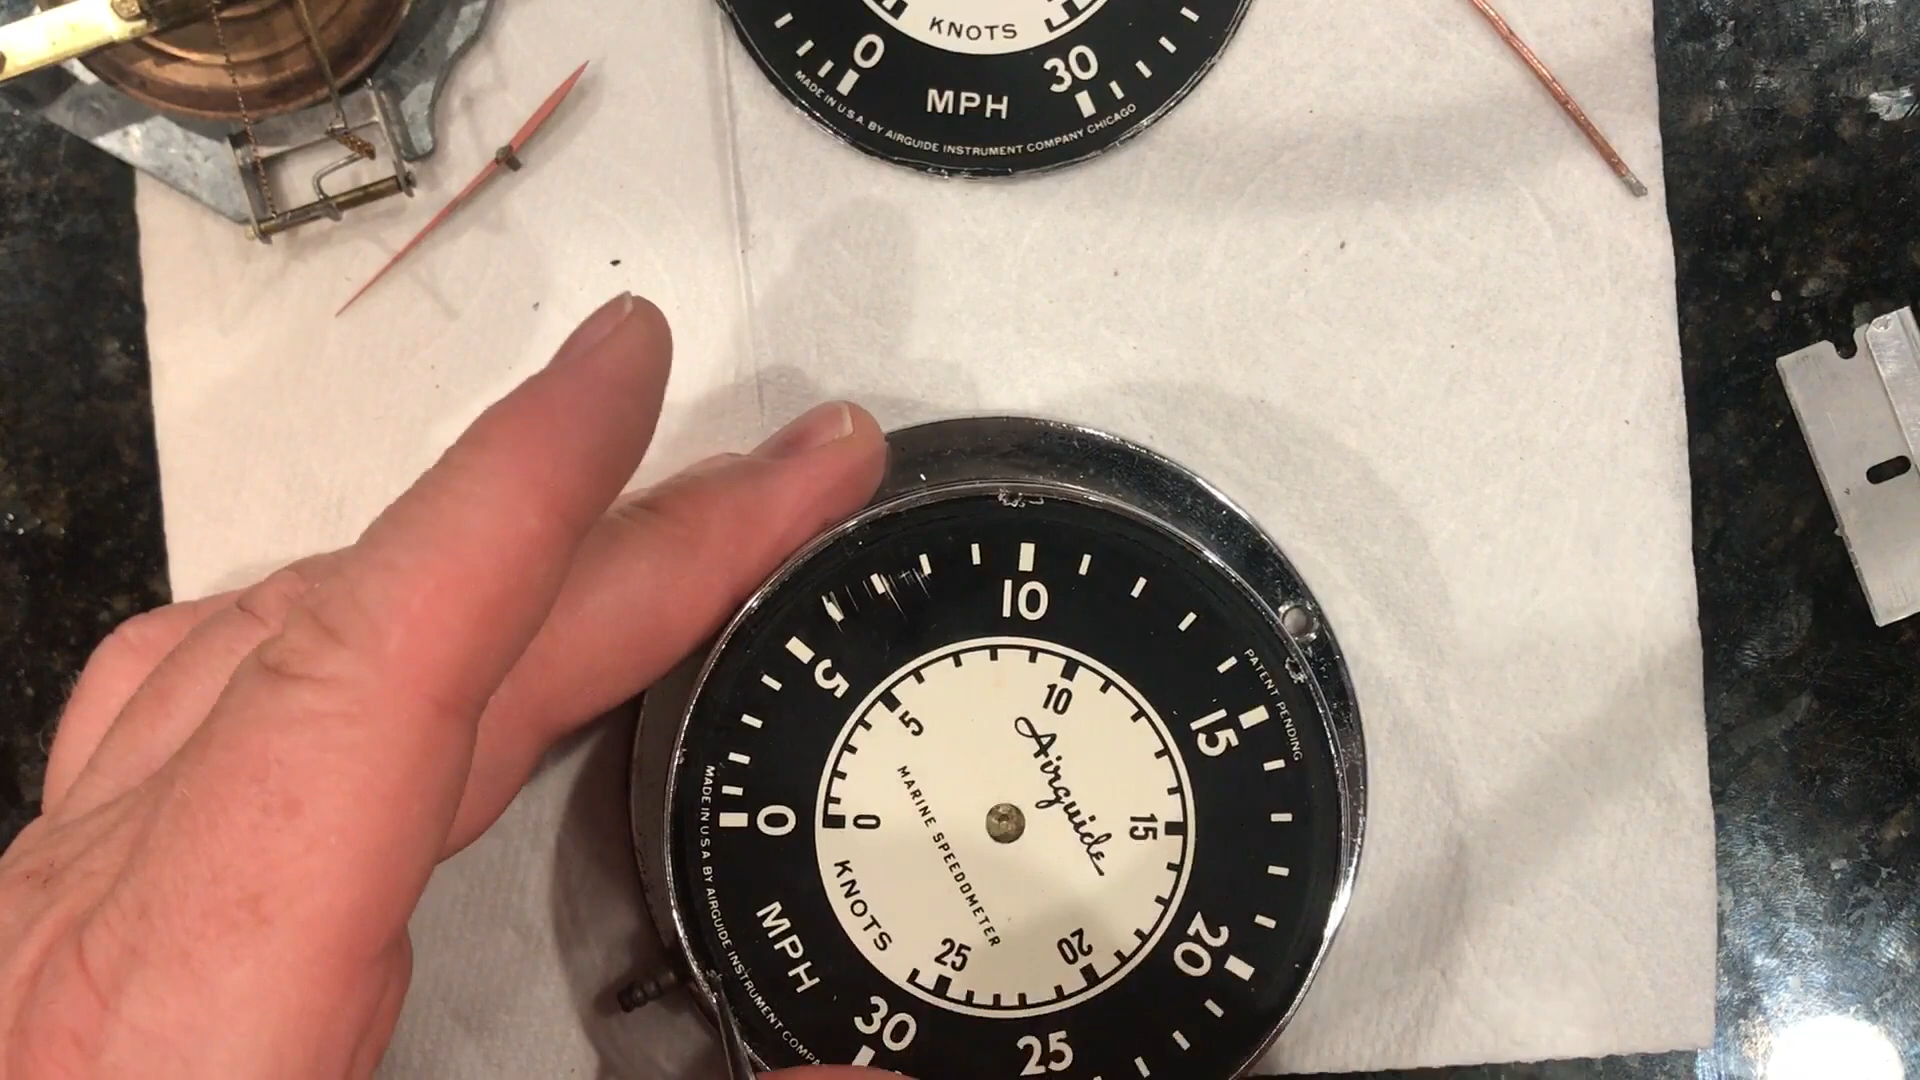 KNOTS
0
30
MPH
MADE IN U.S.A. BY AIRGUIDE INSTRUMENT COMPANY CHICAGO
10
5
15
0
20
30
25
MPH
10
5
15
0
20
25
Airguide
MARINE SPEEDOMETER
KNOTS
PATENT PENDING
MADE IN U.S.A. BY AIRGUIDE INSTRUMENT